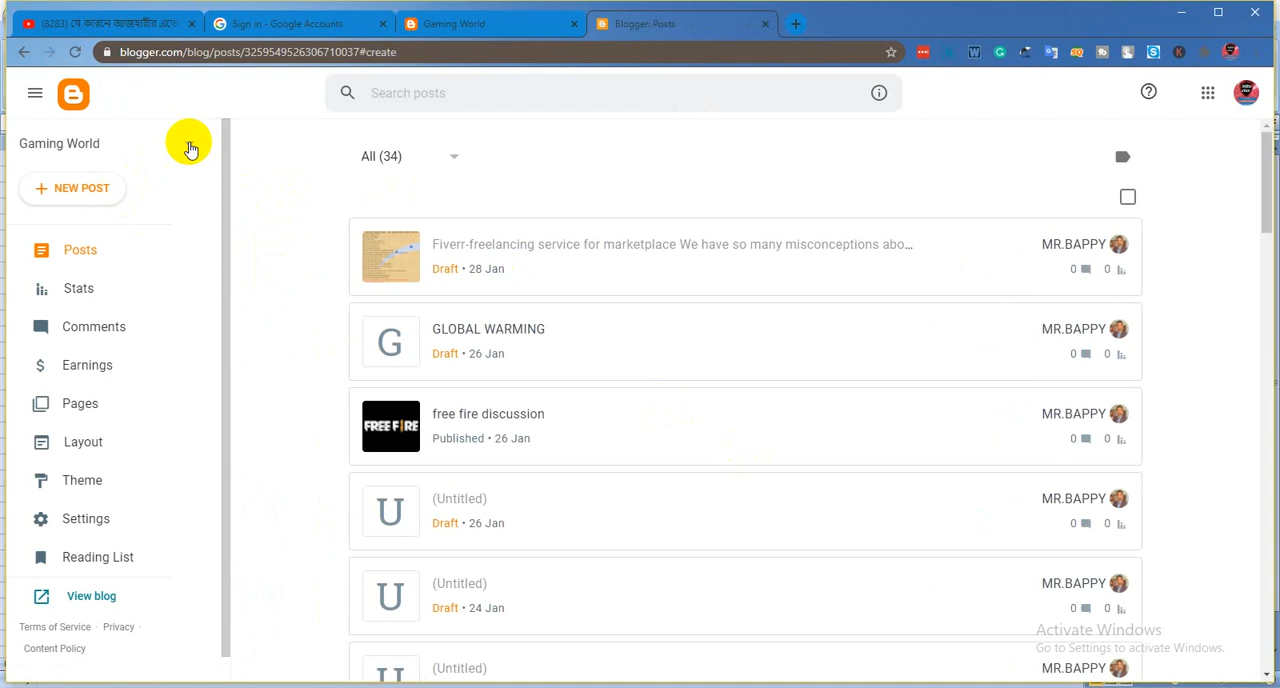 (8283) যে কারনে আজহারীর এতো
Sign in - Google Accounts
Gaming World
Blogger: Posts
blogger.com/blog/posts/3259549526306710037#create
Search posts
Gaming World
NEW POST
Posts
Stats
Comments
Earnings
Pages
Layout
Theme
Settings
Reading List
View blog
Terms of Service · Privacy ·
Content Policy
All (34)
Fiverr-freelancing service for marketplace We have so many misconceptions abo...
Draft • 28 Jan
MR.BAPPY
0 0
GLOBAL WARMING
Draft • 26 Jan
MR.BAPPY
0 0
FREE FIRE
free fire discussion
Published • 26 Jan
MR.BAPPY
0 0
U
(Untitled)
Draft • 26 Jan
MR.BAPPY
0 0
U
(Untitled)
Draft • 24 Jan
MR.BAPPY
0 0
(Untitled)
MR.BAPPY
Activate Windows
Go to Settings to activate Windows.